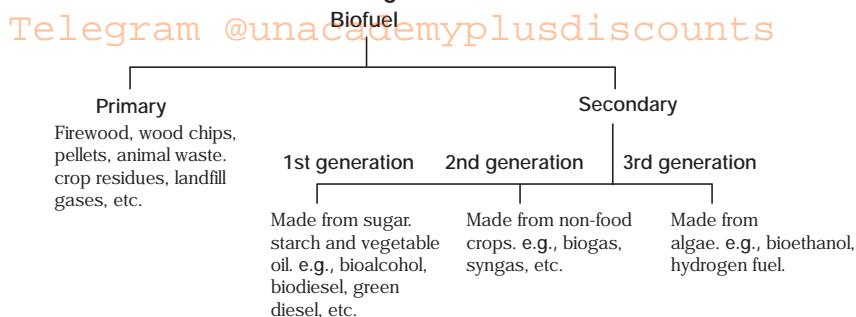 Biofuel
Telegram @unacademyplusdiscounts
Primary
Firewood, wood chips,
pellets, animal waste.
crop residues, landfill
gases, etc.
Secondary
1st generation
2nd generation
3rd generation
Made from sugar.
starch and vegetable
oil. e.g., bioalcohol,
biodiesel, green
diesel, etc.
Made from non-food
crops. e.g., biogas,
syngas, etc.
Made from
algae. e.g., bioethanol,
hydrogen fuel.